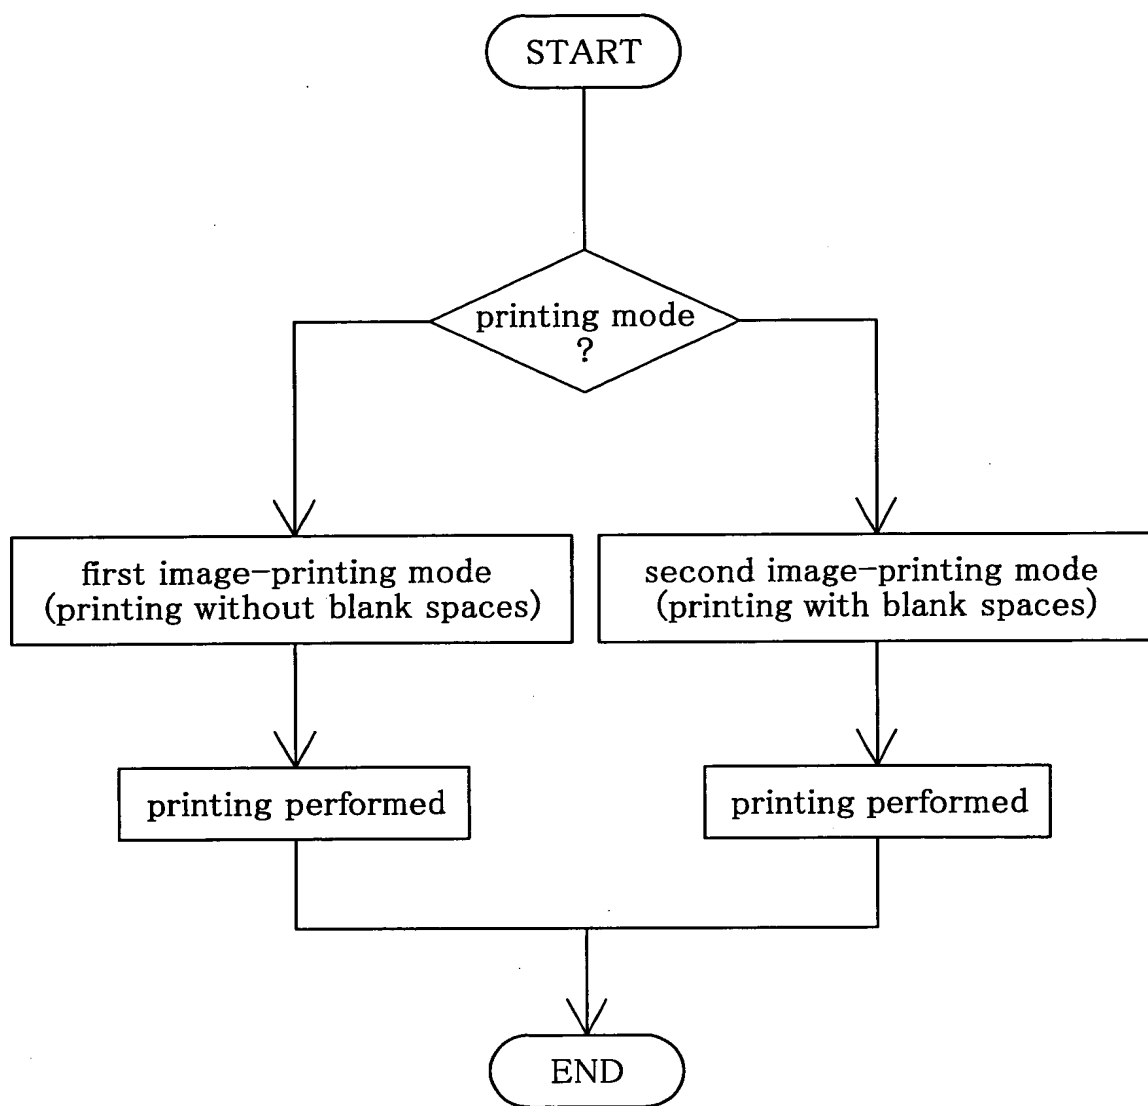 START
printing mode
?
first image-printing mode
(printing without blank spaces)
second image-printing mode
(printing with blank spaces)
printing performed
printing performed
END